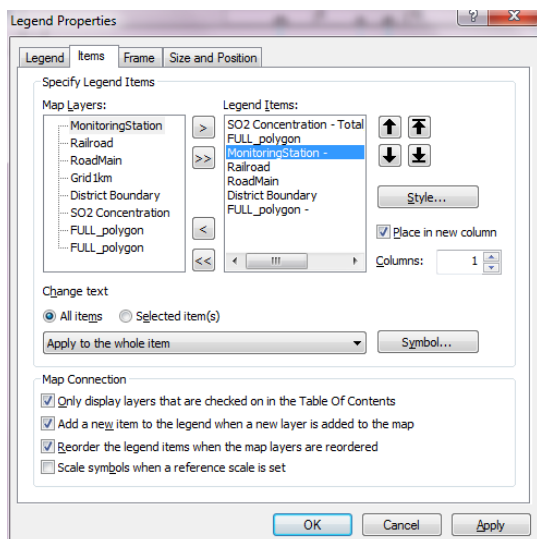 Legend Properties
Legend Items Frame Size and Position
Specify Legend Items
Map Layers:
MonitoringStation
Railroad
RoadMain
Grid1km
District Boundary
SO2 Concentration
FULL_polygon
FULL_polygon
>
>>
<
<<
Legend Items:
SO2 Concentration - Total
FULL_polygon
MonitoringStation -
Railroad
RoadMain
District Boundary
FULL_polygon -
Style...
Place in new column
Columns: 1
Change text
All items Selected item(s)
Apply to the whole item Symbol...
Map Connection
Only display layers that are checked on in the Table Of Contents
Add a new item to the legend when a new layer is added to the map
Reorder the legend items when the map layers are reordered
Scale symbols when a reference scale is set
OK Cancel Apply